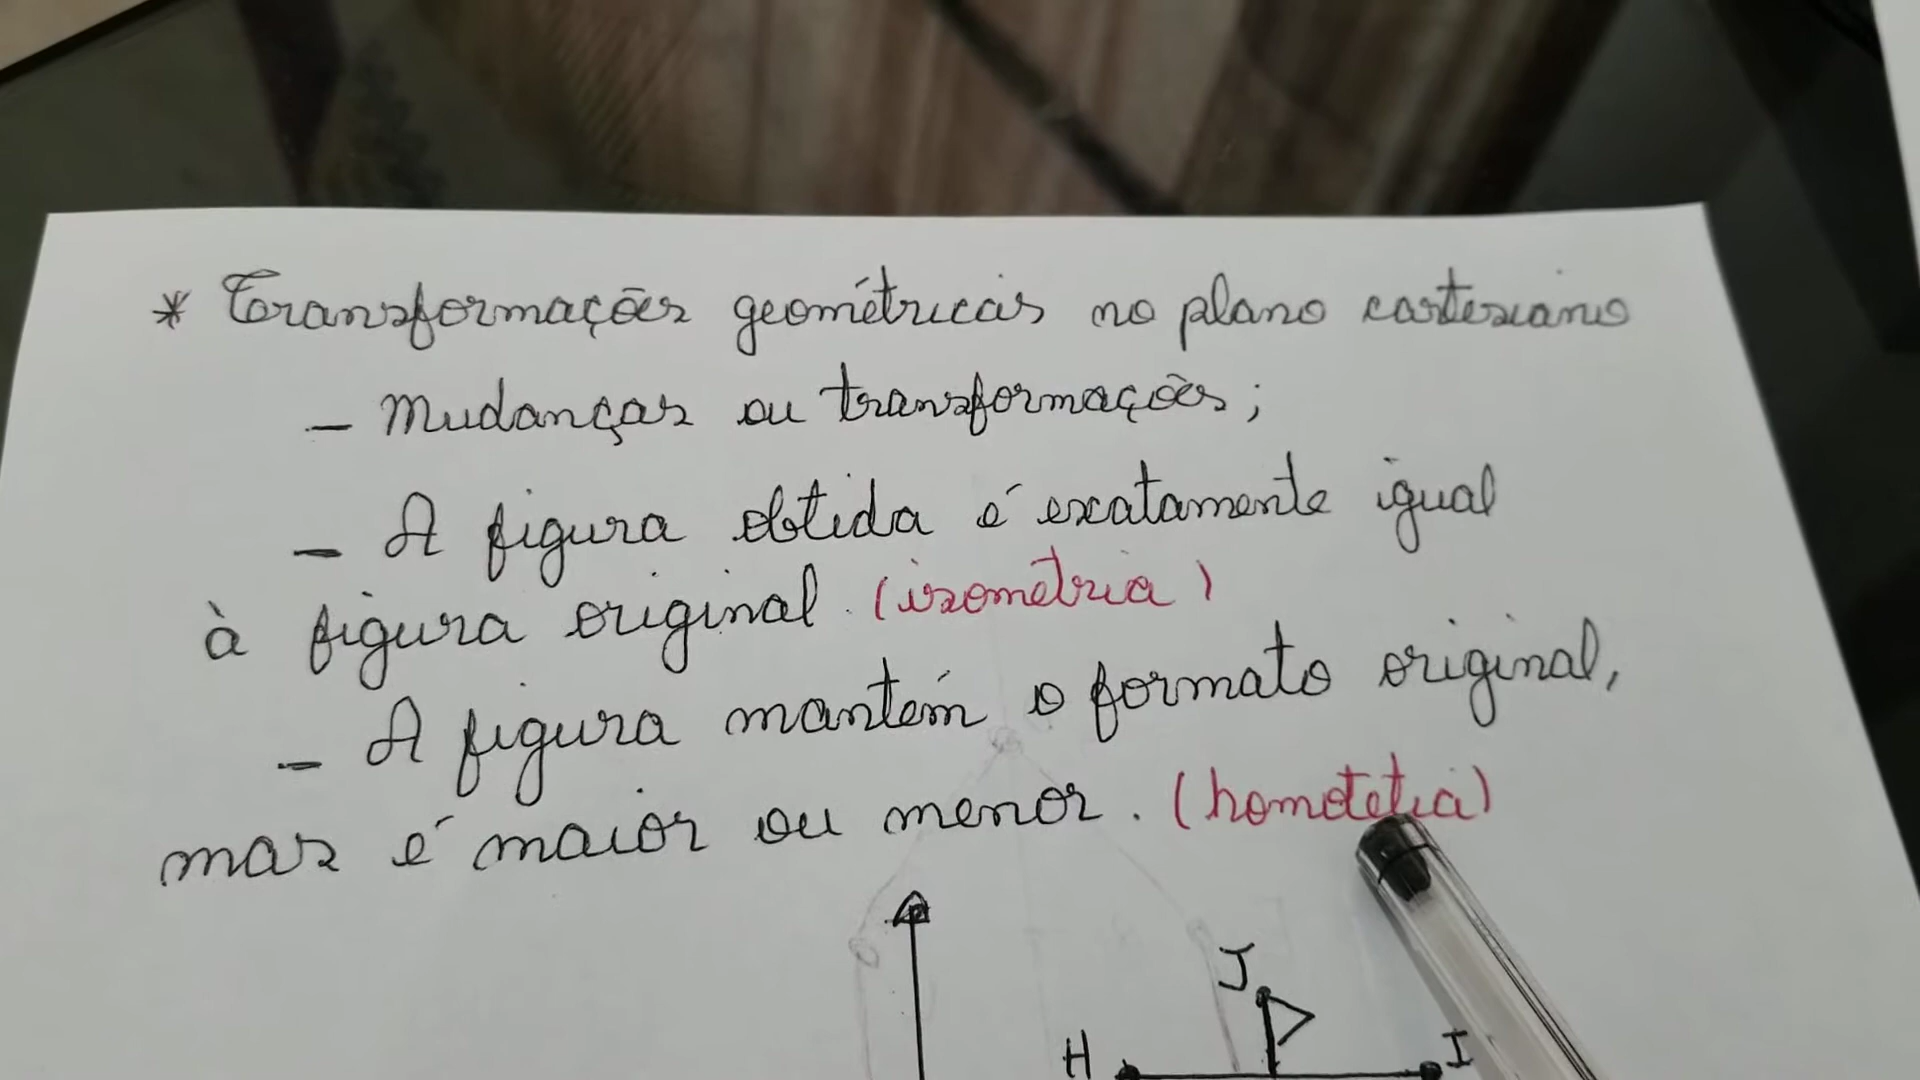 * Transformações geométricas no plano cartesiano
- Mudanças ou transformações;
- A figura obtida é exatamente igual
à figura original. (isometria)
- A figura mantém o formato original,
mas é maior ou menor. (homotetia)
J
H I